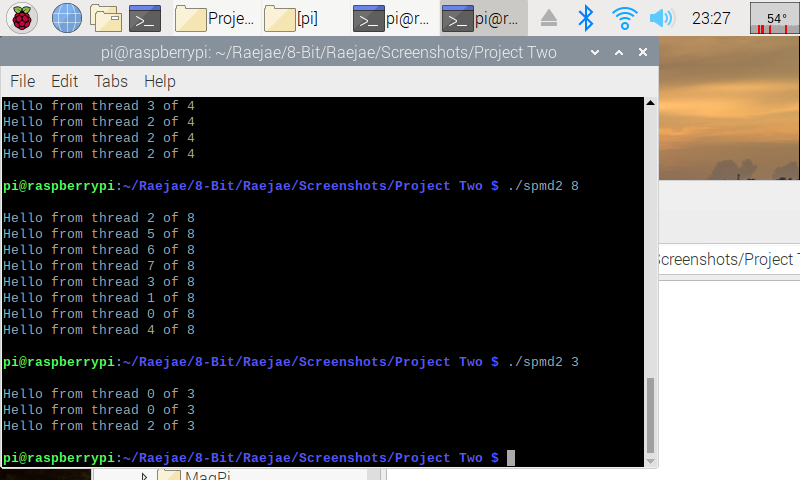 Proje...
[pi]
pi@r...
pi@r...
23:27
54°
pi@raspberrypi: ~/Raejae/8-Bit/Raejae/Screenshots/Project Two
File Edit Tabs Help
Hello from thread 3 of 4
Hello from thread 2 of 4
Hello from thread 2 of 4
Hello from thread 2 of 4
pi@raspberrypi:~/Raejae/8-Bit/Raejae/Screenshots/Project Two $ ./spmd2 8
Hello from thread 2 of 8
Hello from thread 5 of 8
Hello from thread 6 of 8
Hello from thread 7 of 8
Hello from thread 3 of 8
Hello from thread 1 of 8
Hello from thread 0 of 8
Hello from thread 4 of 8
pi@raspberrypi:~/Raejae/8-Bit/Raejae/Screenshots/Project Two $ ./spmd2 3
Hello from thread 0 of 3
Hello from thread 0 of 3
Hello from thread 2 of 3
pi@raspberrypi:~/Raejae/8-Bit/Raejae/Screenshots/Project Two $
Screenshots/Project T
MagPi